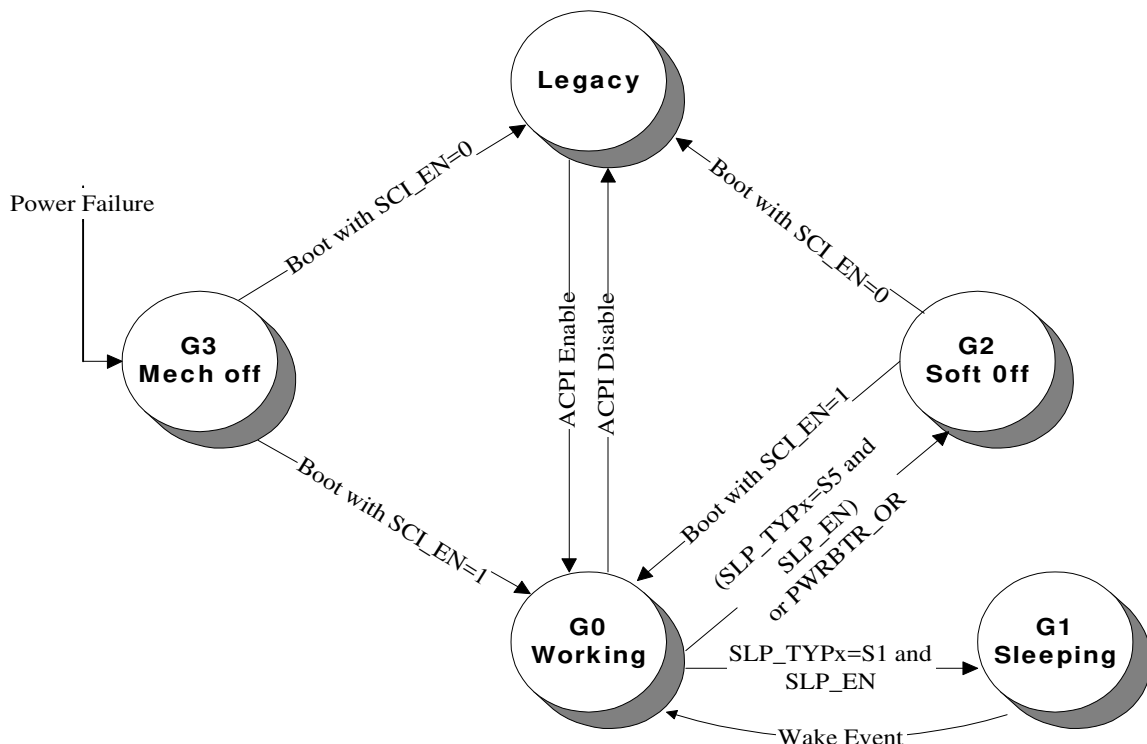 Legacy
Boot with SCI_EN=0
Boot with SCI_EN=0
Power Failure
G3
Mech off
ACPI Enable
ACPI Disable
G2
Soft 0ff
Boot with SCI_EN=1
Boot with SCI_EN=1
(SLP_TYPx=S5 and
SLP_EN)
or PWRBTR_OR
G0
Working
SLP_TYPx=S1 and
SLP_EN
G1
Sleeping
Wake Event